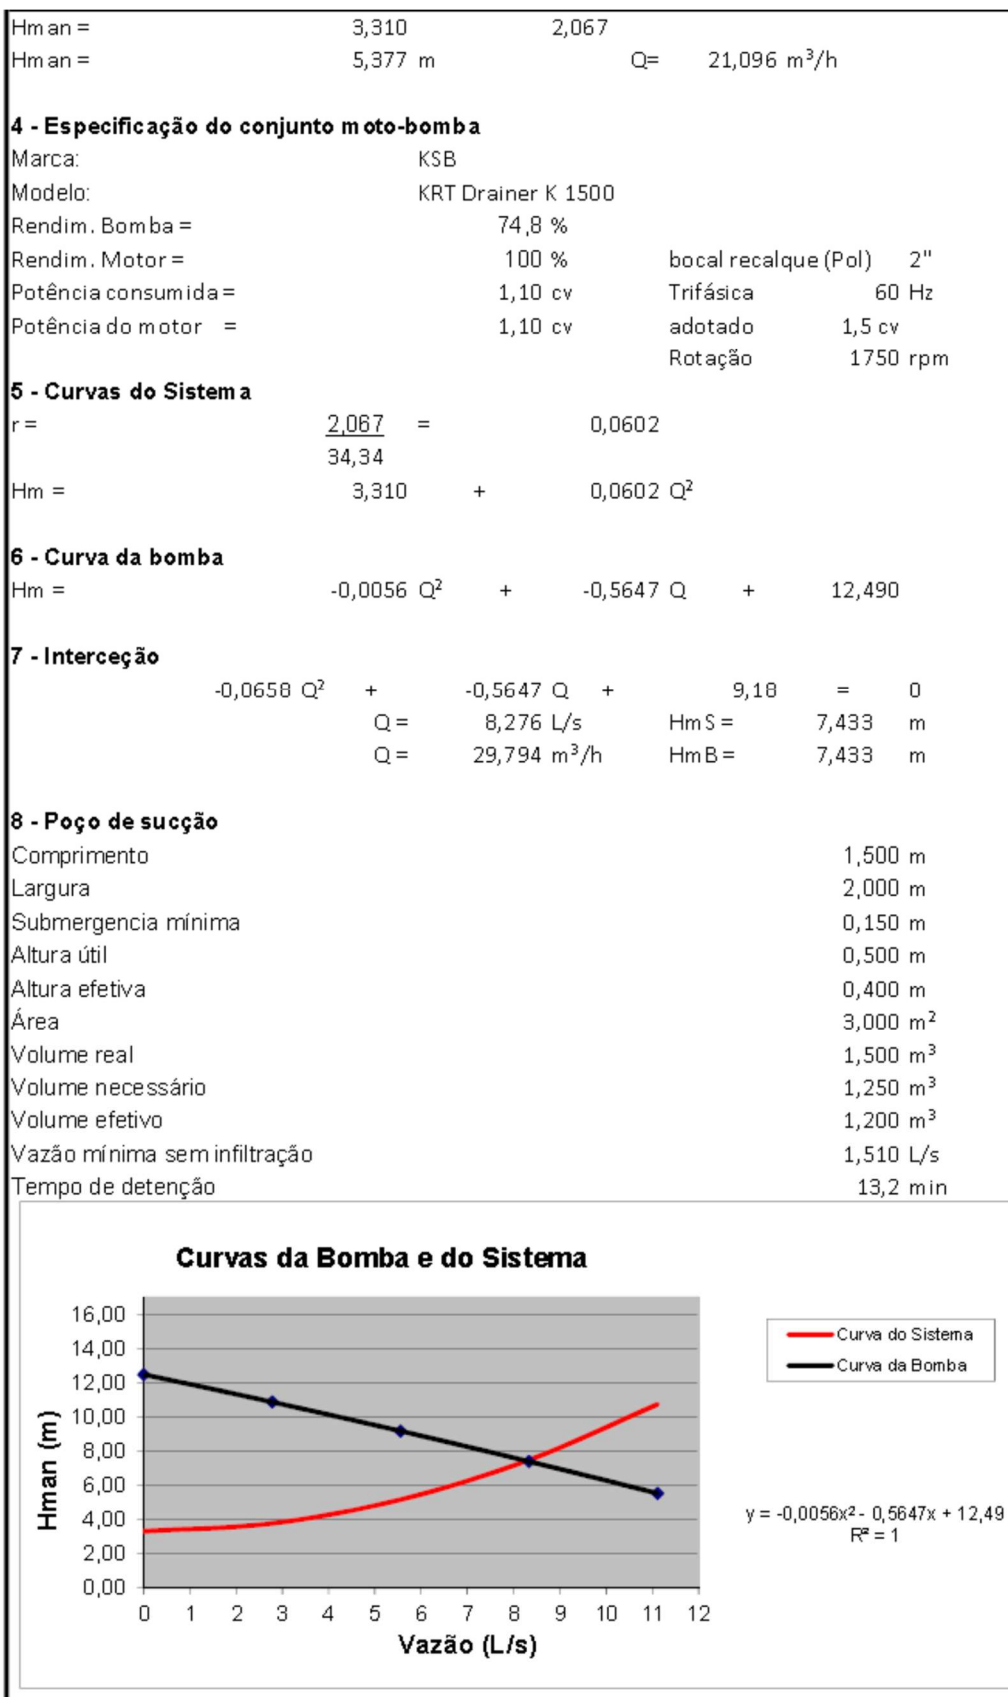 Hman = 3,310 2,067
Hman = 5,377 m Q= 21,096 m³/h
4 - Especificação do conjunto moto-bomba
Marca: KSB
Modelo: KRT Drainer K 1500
Rendim. Bomba = 74,8 %
Rendim. Motor = 100 % bocal recalque (Pol) 2"
Potência consumida = 1,10 cv Trifásica 60 Hz
Potência do motor = 1,10 cv adotado 1,5 cv
Rotação 1750 rpm
5 - Curvas do Sistema
r = 2,067 = 0,0602
34,34
Hm = 3,310 + 0,0602 Q²
6 - Curva da bomba
Hm = -0,0056 Q² + -0,5647 Q + 12,490
7 - Interceção
-0,0658 Q² + -0,5647 Q + 9,18 = 0
Q = 8,276 L/s HmS = 7,433 m
Q = 29,794 m³/h HmB = 7,433 m
8 - Poço de sucção
Comprimento 1,500 m
Largura 2,000 m
Submergencia mínima 0,150 m
Altura útil 0,500 m
Altura efetiva 0,400 m
Área 3,000 m²
Volume real 1,500 m³
Volume necessário 1,250 m³
Volume efetivo 1,200 m³
Vazão mínima sem infiltração 1,510 L/s
Tempo de detenção 13,2 min
Curvas da Bomba e do Sistema
16,00
14,00
12,00
10,00
8,00
6,00
4,00
2,00
0,00
Hman (m)
0 1 2 3 4 5 6 7 8 9 10 11 12
Vazão (L/s)
Curva do Sistema
Curva da Bomba
y = -0,0056x² - 0,5647x + 12,49
R² = 1